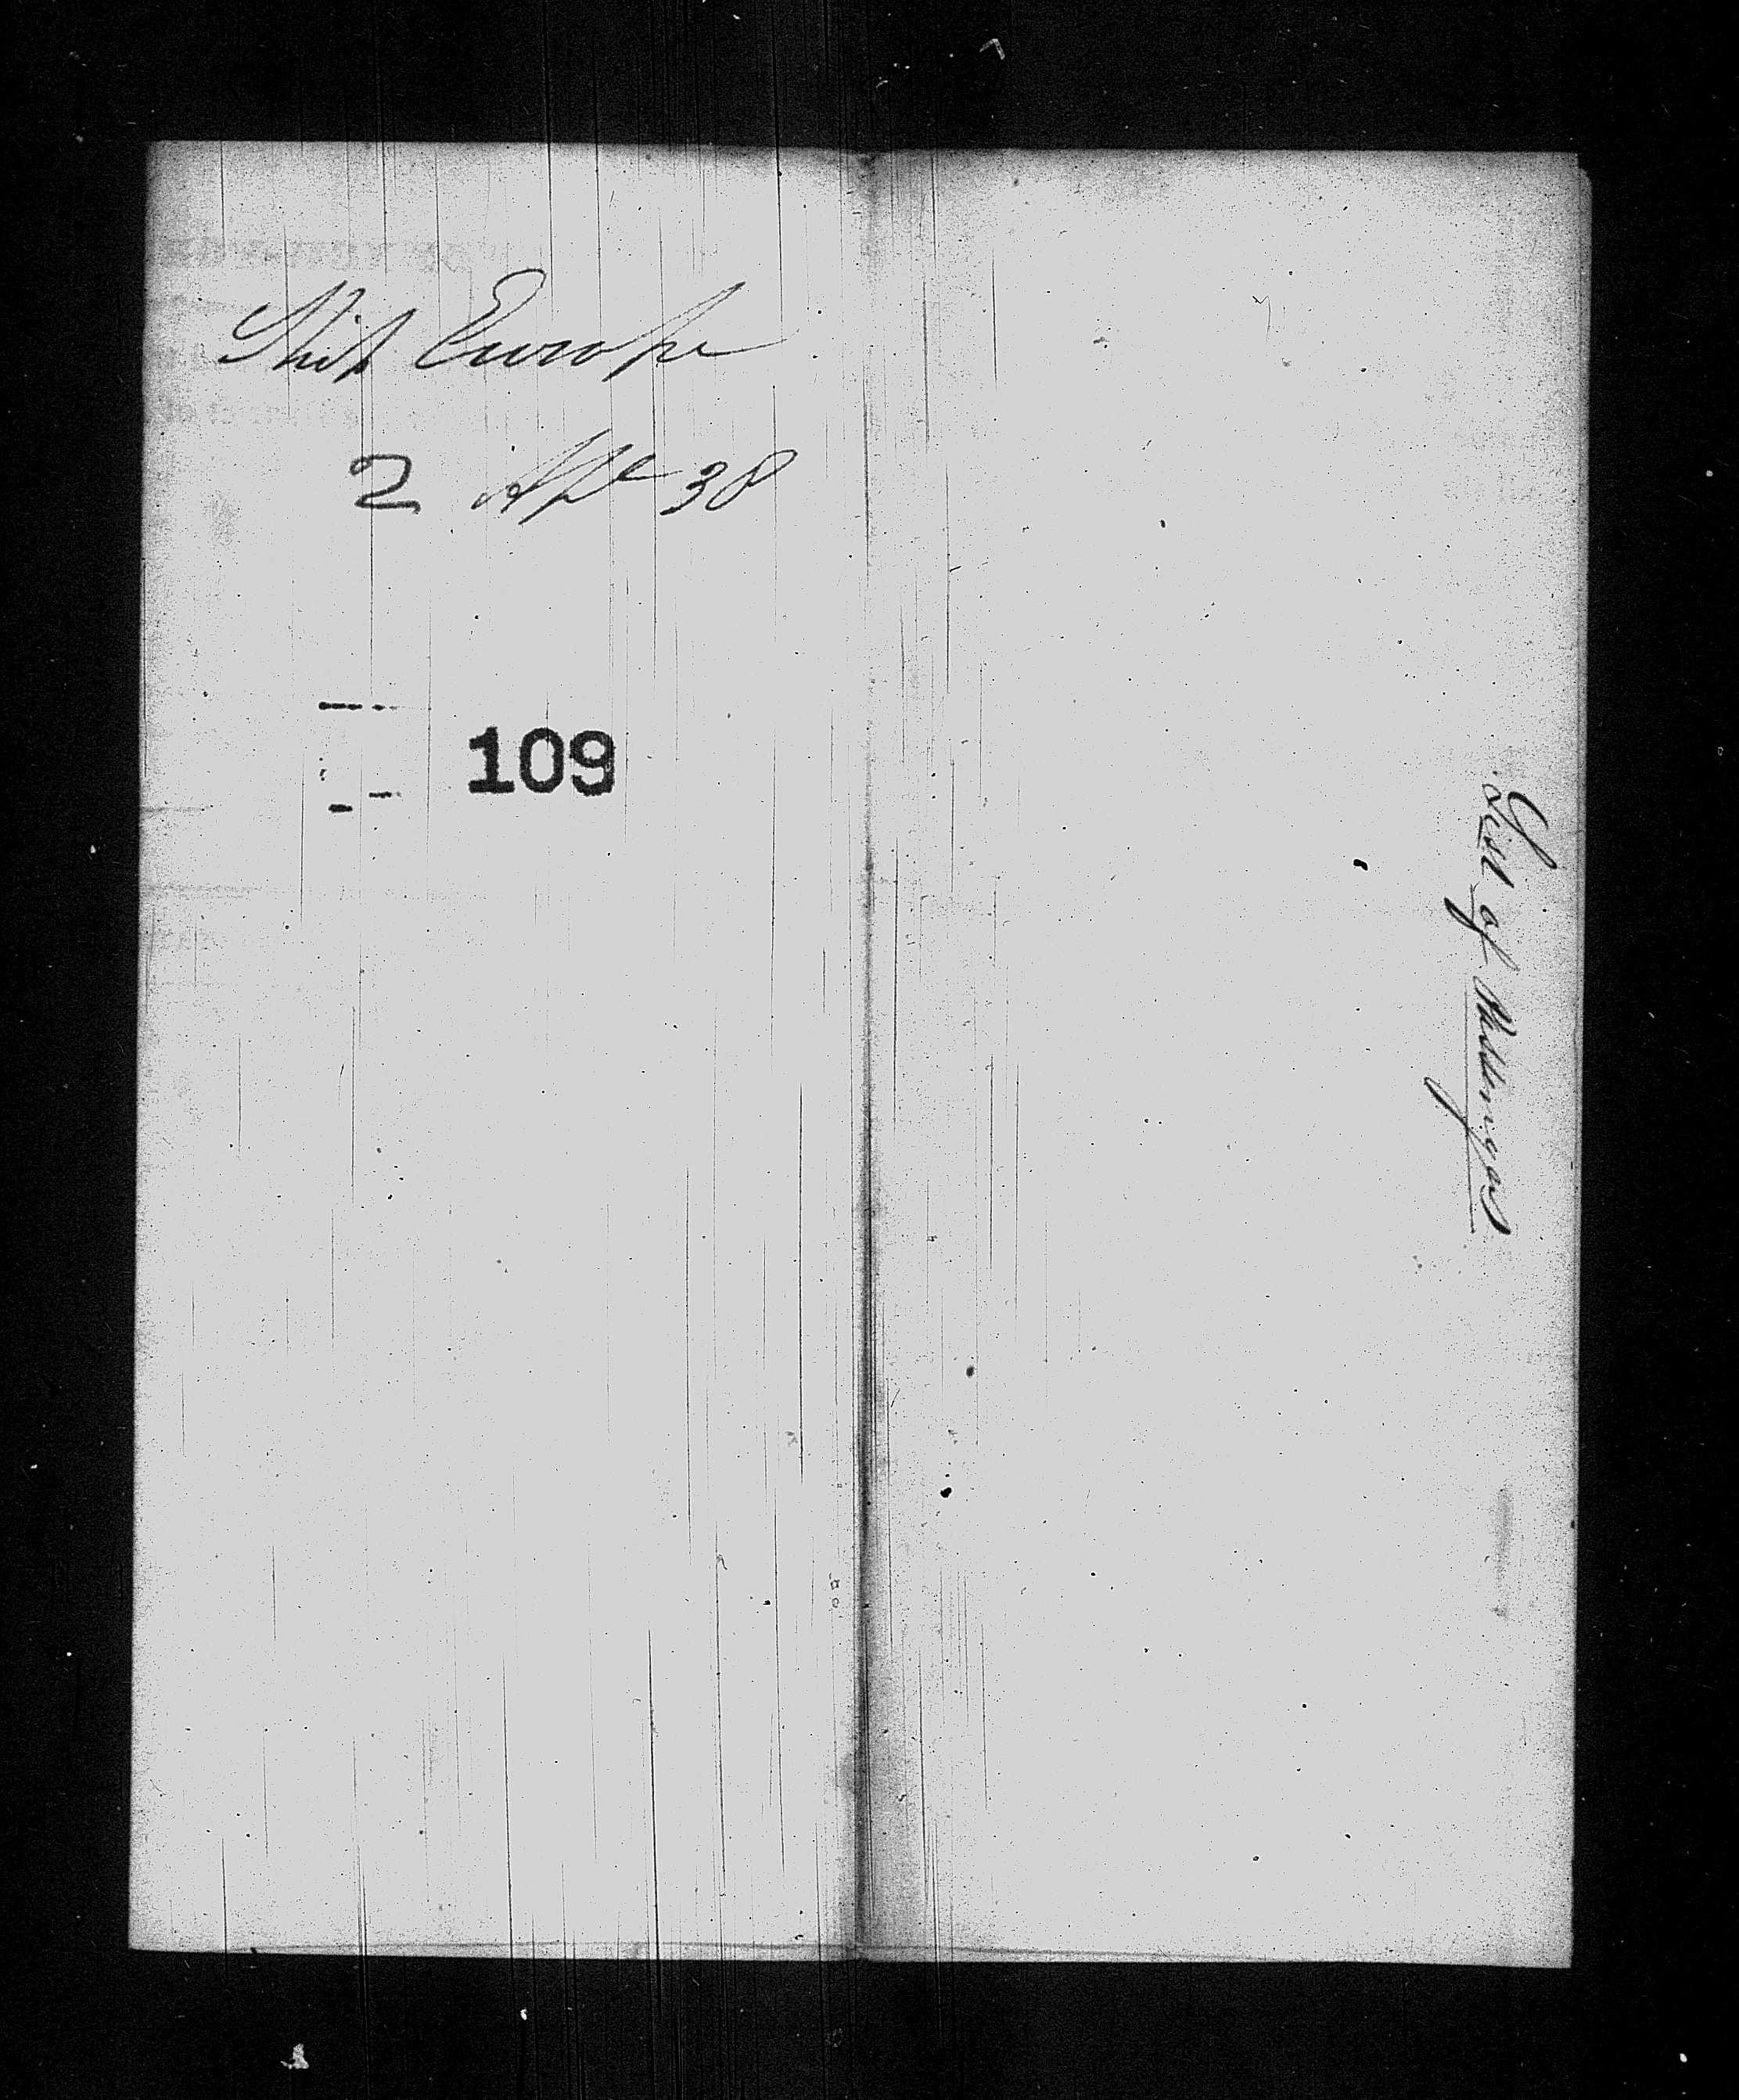 Ship Europe
2 Apl 38
109
List of Passengers